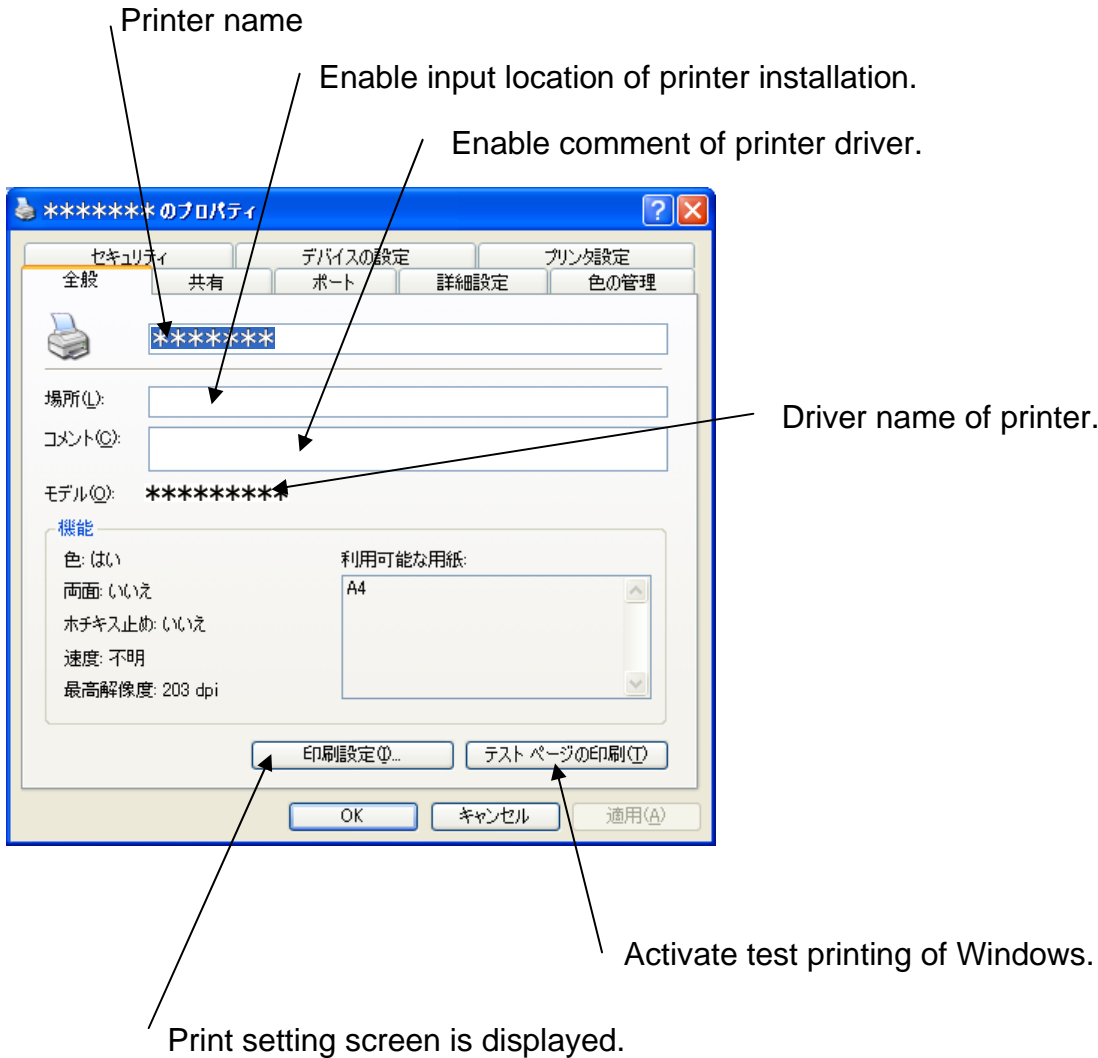 Printer name
Enable input location of printer installation.
Enable comment of printer driver.
******* のプロパティ
セキュリティ デバイスの設定 プリンタ設定
全般 共有 ポート 詳細設定 色の管理
*******
場所(L):
コメント(C):
Driver name of printer.
モデル(O): *********
機能
色: はい 利用可能な用紙:
両面: いいえ A4
ホチキス止め: いいえ
速度: 不明
最高解像度: 203 dpi
印刷設定(I)... テスト ページの印刷(T)
OK キャンセル 適用(A)
Activate test printing of Windows.
Print setting screen is displayed.